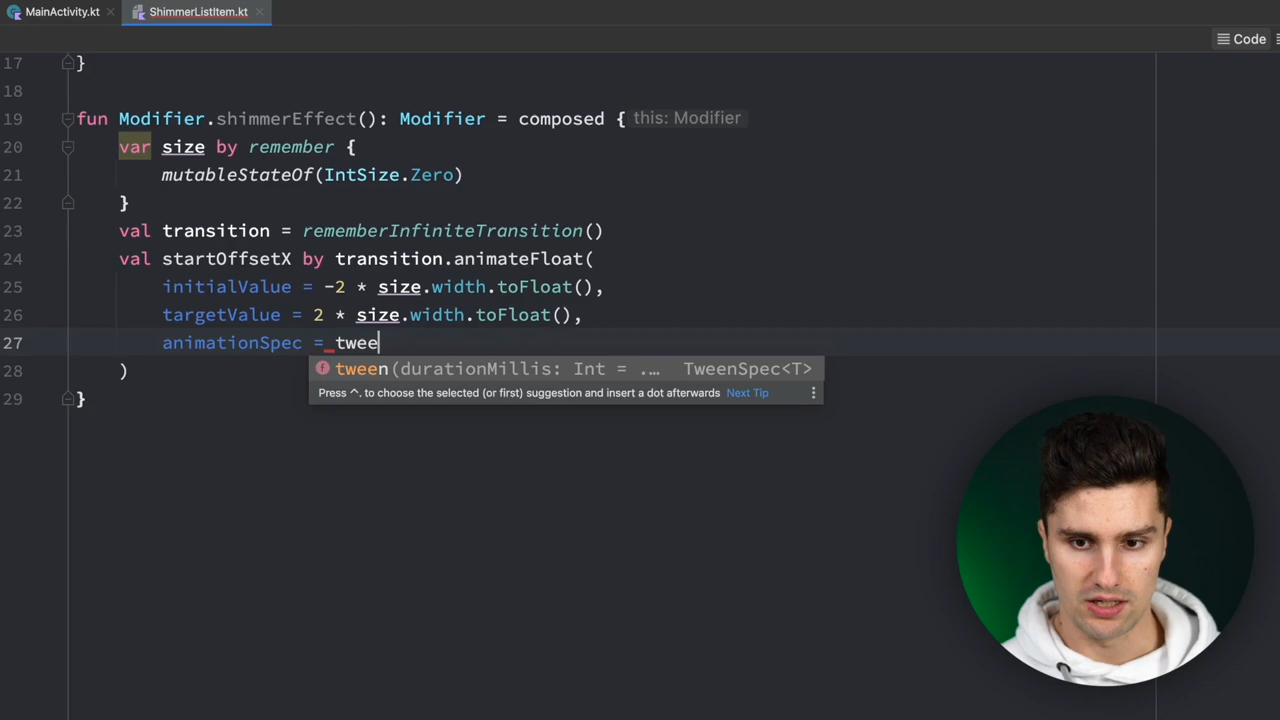 MainActivity.kt ShimmerListItem.kt
Code
17 }
18
19 fun Modifier.shimmerEffect(): Modifier = composed { this: Modifier
20 var size by remember {
21 mutableStateOf(IntSize.Zero)
22 }
23 val transition = rememberInfiniteTransition()
24 val startOffsetX by transition.animateFloat(
25 initialValue = -2 * size.width.toFloat(),
26 targetValue = 2 * size.width.toFloat(),
27 animationSpec = twee
tween(durationMillis: Int = ... TweenSpec<T>
Press ^. to choose the selected (or first) suggestion and insert a dot afterwards Next Tip
28 )
29 }